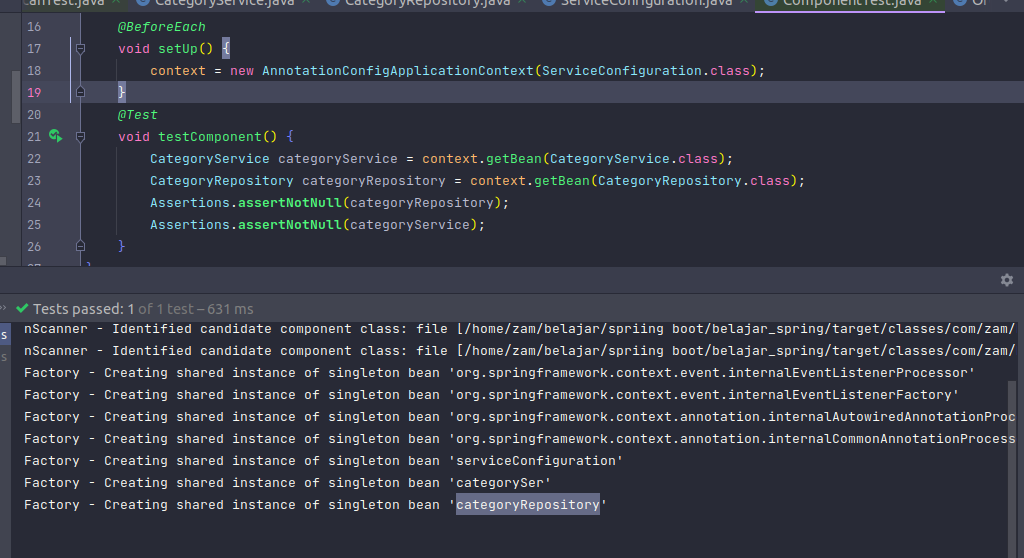 CategoryService.java CategoryRepository.java ServiceConfiguration.java ComponentTest.java
16 @BeforeEach
17 void setUp() {
18 context = new AnnotationConfigApplicationContext(ServiceConfiguration.class);
19 }
20 @Test
21 void testComponent() {
22 CategoryService categoryService = context.getBean(CategoryService.class);
23 CategoryRepository categoryRepository = context.getBean(CategoryRepository.class);
24 Assertions.assertNotNull(categoryRepository);
25 Assertions.assertNotNull(categoryService);
26 }
Tests passed: 1 of 1 test – 631 ms
nScanner - Identified candidate component class: file [/home/zam/belajar/spriing boot/belajar_spring/target/classes/com/zam/
nScanner - Identified candidate component class: file [/home/zam/belajar/spriing boot/belajar_spring/target/classes/com/zam/
Factory - Creating shared instance of singleton bean 'org.springframework.context.event.internalEventListenerProcessor'
Factory - Creating shared instance of singleton bean 'org.springframework.context.event.internalEventListenerFactory'
Factory - Creating shared instance of singleton bean 'org.springframework.context.annotation.internalAutowiredAnnotationProc
Factory - Creating shared instance of singleton bean 'org.springframework.context.annotation.internalCommonAnnotationProcess
Factory - Creating shared instance of singleton bean 'serviceConfiguration'
Factory - Creating shared instance of singleton bean 'categorySer'
Factory - Creating shared instance of singleton bean 'categoryRepository'